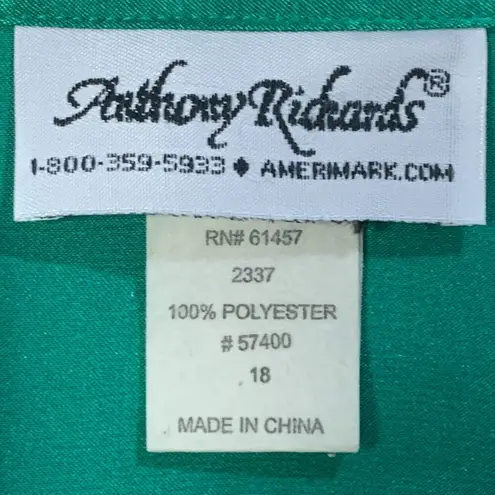 Anthony Richards®
1-800-359-5933 ♦ AMERIMARK.COM
RN# 61457
2337
100% POLYESTER
# 57400
18
MADE IN CHINA